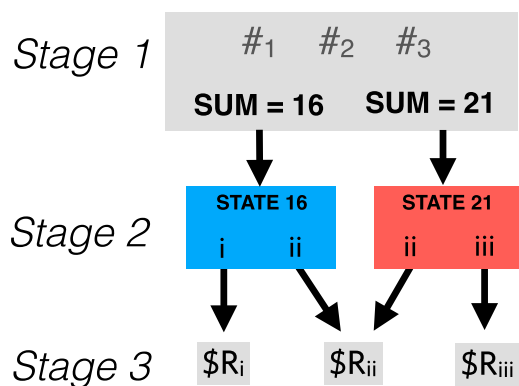 Stage 1
#1 #2 #3
SUM = 16 SUM = 21
Stage 2
STATE 16 STATE 21
i ii ii iii
Stage 3
$Ri $Rii $Riii